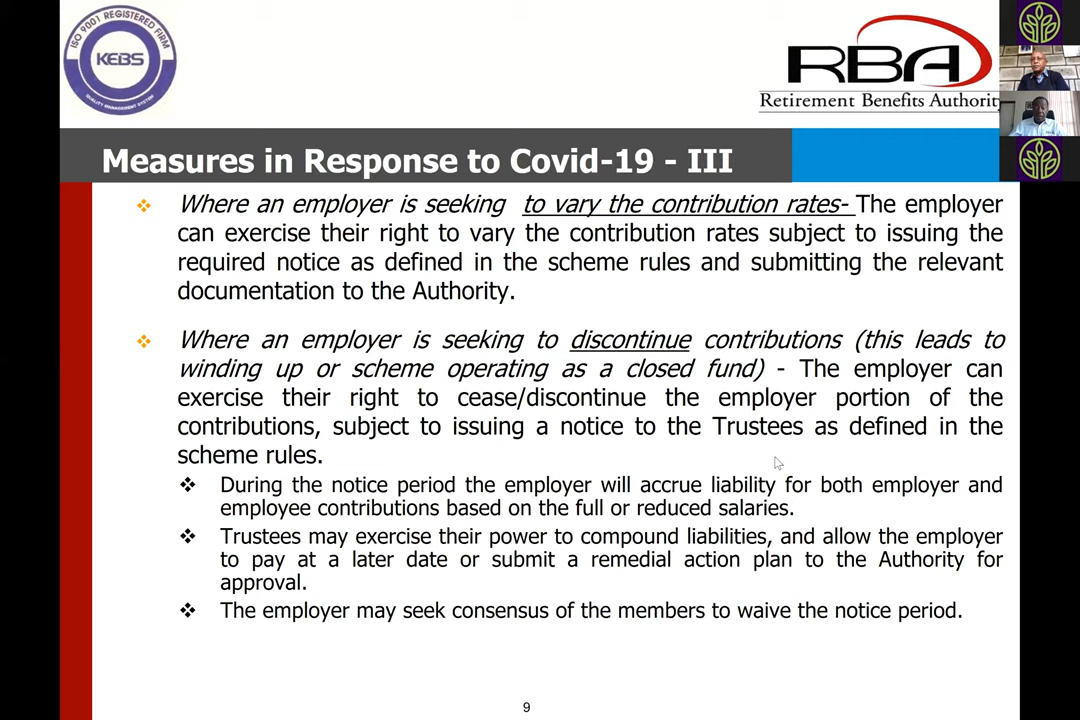 ISO 9001 REGISTERED FIRM
KEBS
QUALITY MANAGEMENT SYSTEM
RBA
Retirement Benefits Authority
Measures in Response to Covid-19 - III
Where an employer is seeking to vary the contribution rates- The employer
can exercise their right to vary the contribution rates subject to issuing the
required notice as defined in the scheme rules and submitting the relevant
documentation to the Authority.
Where an employer is seeking to discontinue contributions (this leads to
winding up or scheme operating as a closed fund) - The employer can
exercise their right to cease/discontinue the employer portion of the
contributions, subject to issuing a notice to the Trustees as defined in the
scheme rules.
During the notice period the employer will accrue liability for both employer and
employee contributions based on the full or reduced salaries.
Trustees may exercise their power to compound liabilities, and allow the employer
to pay at a later date or submit a remedial action plan to the Authority for
approval.
The employer may seek consensus of the members to waive the notice period.
9